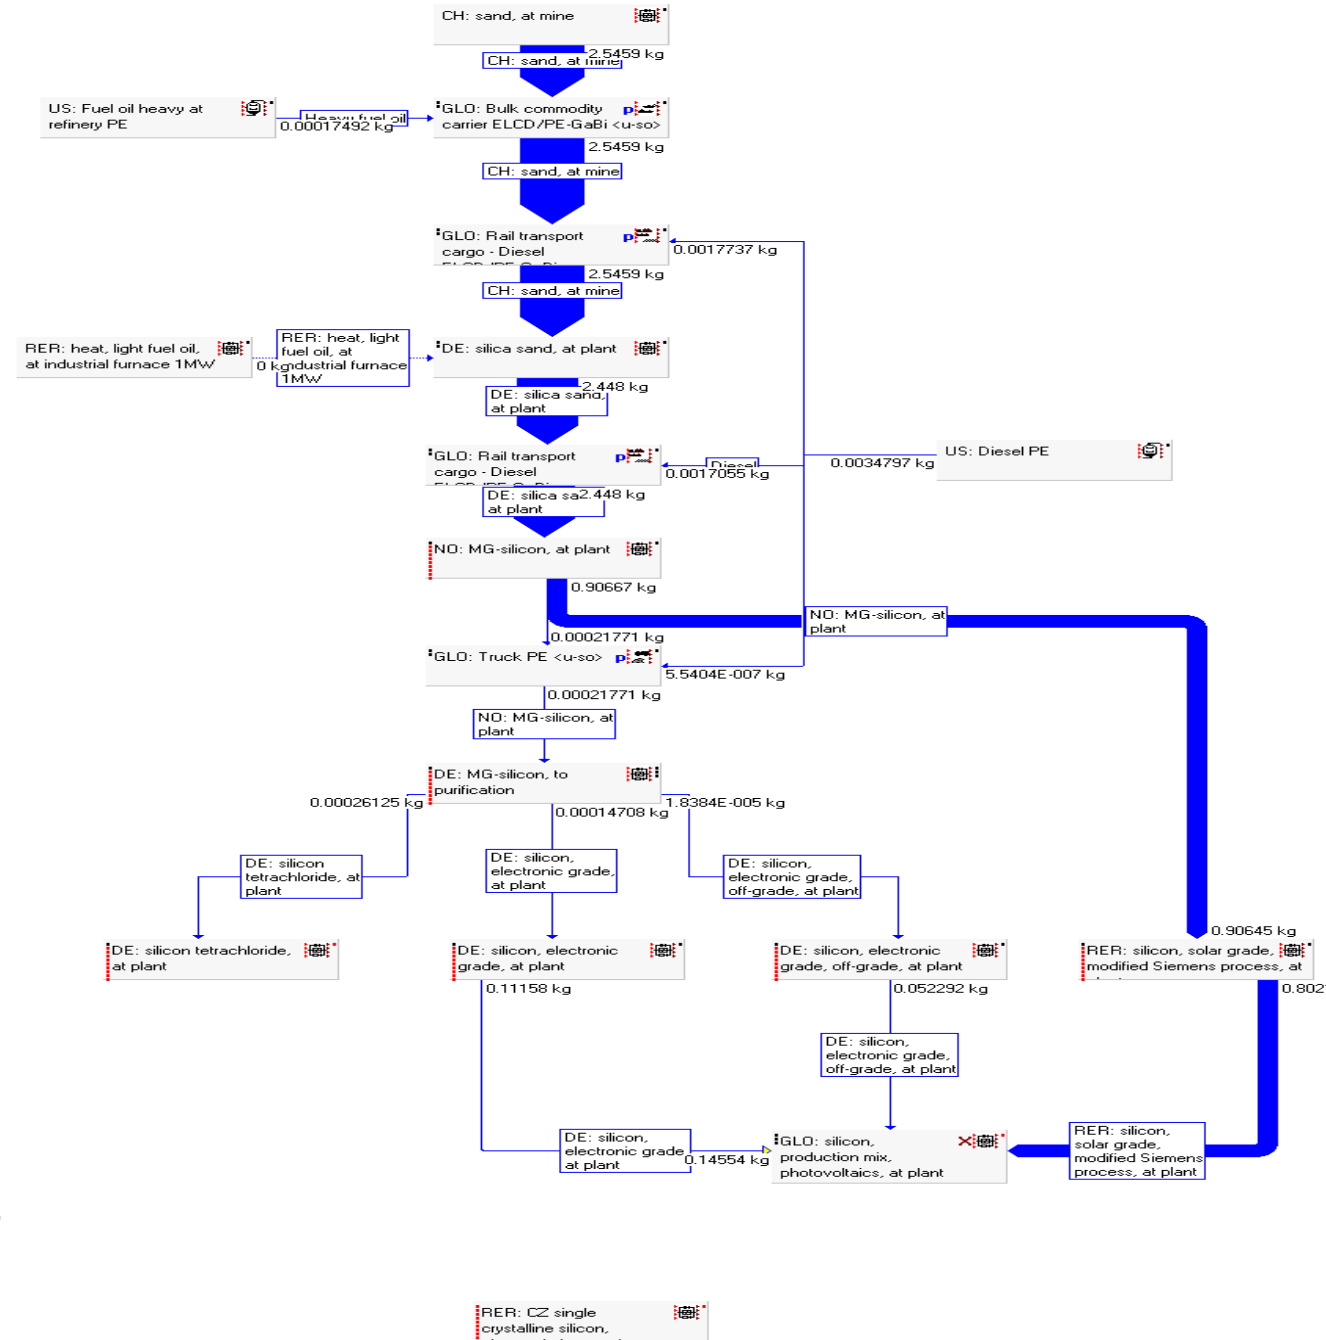 CH: sand, at mine
2.5459 kg
CH: sand, at mine
US: Fuel oil heavy at
refinery PE
Heavy fuel oil
0.00017492 kg
GLO: Bulk commodity
carrier ELCD/PE-GaBi <u-so>
p
2.5459 kg
CH: sand, at mine
GLO: Rail transport
cargo - Diesel
p
0.0017737 kg
2.5459 kg
CH: sand, at mine
RER: heat, light fuel oil,
at industrial furnace 1MW
0 kg
RER: heat, light
fuel oil, at
industrial furnace
1MW
DE: silica sand, at plant
2.448 kg
DE: silica sand,
at plant
GLO: Rail transport
cargo - Diesel
p
Diesel
0.0017055 kg
0.0034797 kg
US: Diesel PE
DE: silica sa
2.448 kg
at plant
NO: MG-silicon, at plant
0.90667 kg
NO: MG-silicon, at
plant
0.00021771 kg
GLO: Truck PE <u-so>
p
5.5404E-007 kg
0.00021771 kg
NO: MG-silicon, at
plant
DE: MG-silicon, to
purification
0.00026125 kg
0.00014708 kg
1.8384E-005 kg
DE: silicon
tetrachloride, at
plant
DE: silicon,
electronic grade,
at plant
DE: silicon,
electronic grade,
off-grade, at plant
0.90645 kg
DE: silicon tetrachloride,
at plant
DE: silicon, electronic
grade, at plant
DE: silicon, electronic
grade, off-grade, at plant
RER: silicon, solar grade,
modified Siemens process, at
0.11158 kg
0.052292 kg
0.802
DE: silicon,
electronic grade,
off-grade, at plant
DE: silicon,
electronic grade
at plant
0.14554 kg
GLO: silicon,
production mix,
photovoltaics, at plant
RER: silicon,
solar grade,
modified Siemens
process, at plant
RER: CZ single
crystalline silicon,